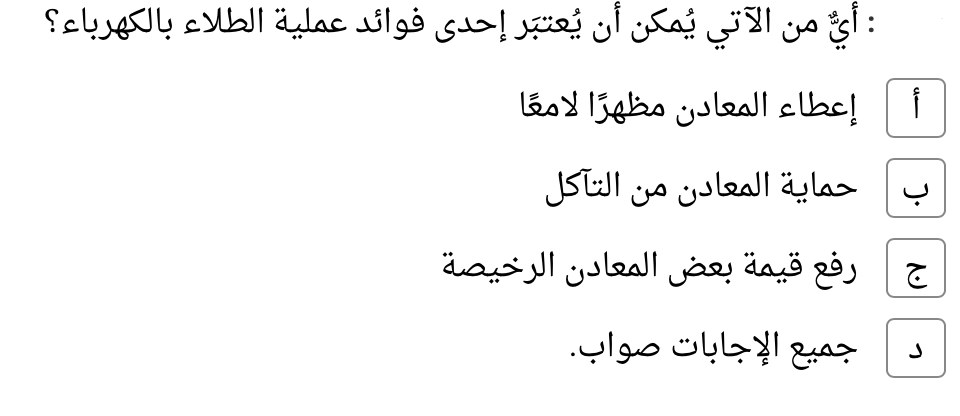 : أيٌّ من الآتي يُمكن أن يُعتبَر إحدى فوائد عملية الطلاء بالكهرباء؟
أ إعطاء المعادن مظهرًا لامعًا
ب حماية المعادن من التآكل
ج رفع قيمة بعض المعادن الرخيصة
د جميع الإجابات صواب.